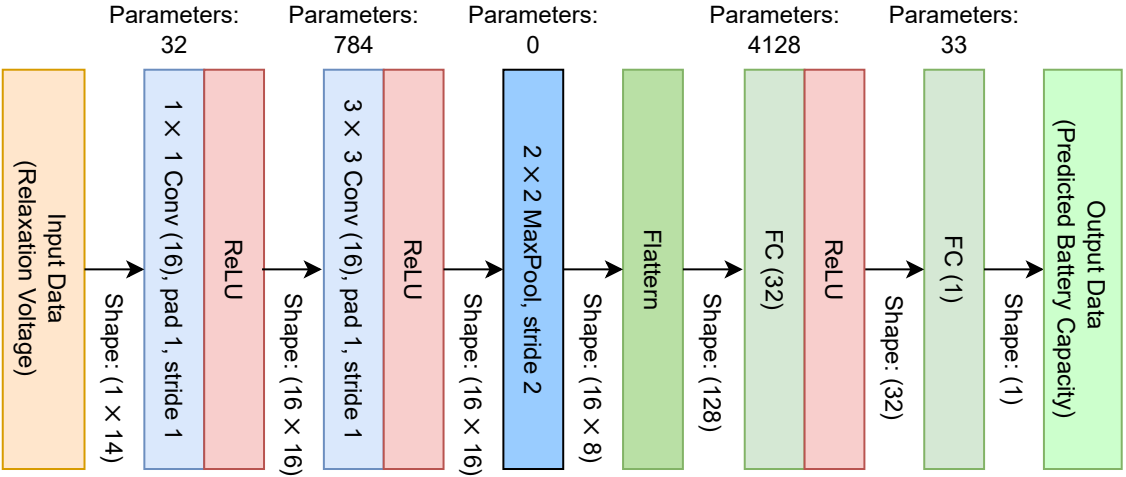 Parameters:
32
Parameters:
784
Parameters:
0
Parameters:
4128
Parameters:
33
Input Data
(Relaxation Voltage)
Shape: (1 × 14)
1 × 1 Conv (16), pad 1, stride 1
ReLU
Shape: (16 × 16)
3 × 3 Conv (16), pad 1, stride 1
ReLU
Shape: (16 × 16)
2 × 2 MaxPool, stride 2
Shape: (16 × 8)
Flattern
Shape: (128)
FC (32)
ReLU
Shape: (32)
FC (1)
Shape: (1)
Output Data
(Predicted Battery Capacity)